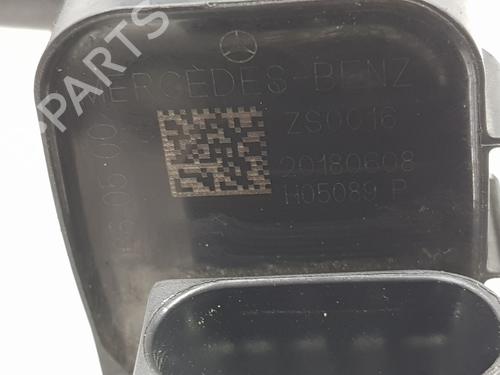 MERCEDES-BENZ
ZS0016
20180608
H05089 P
PARTS